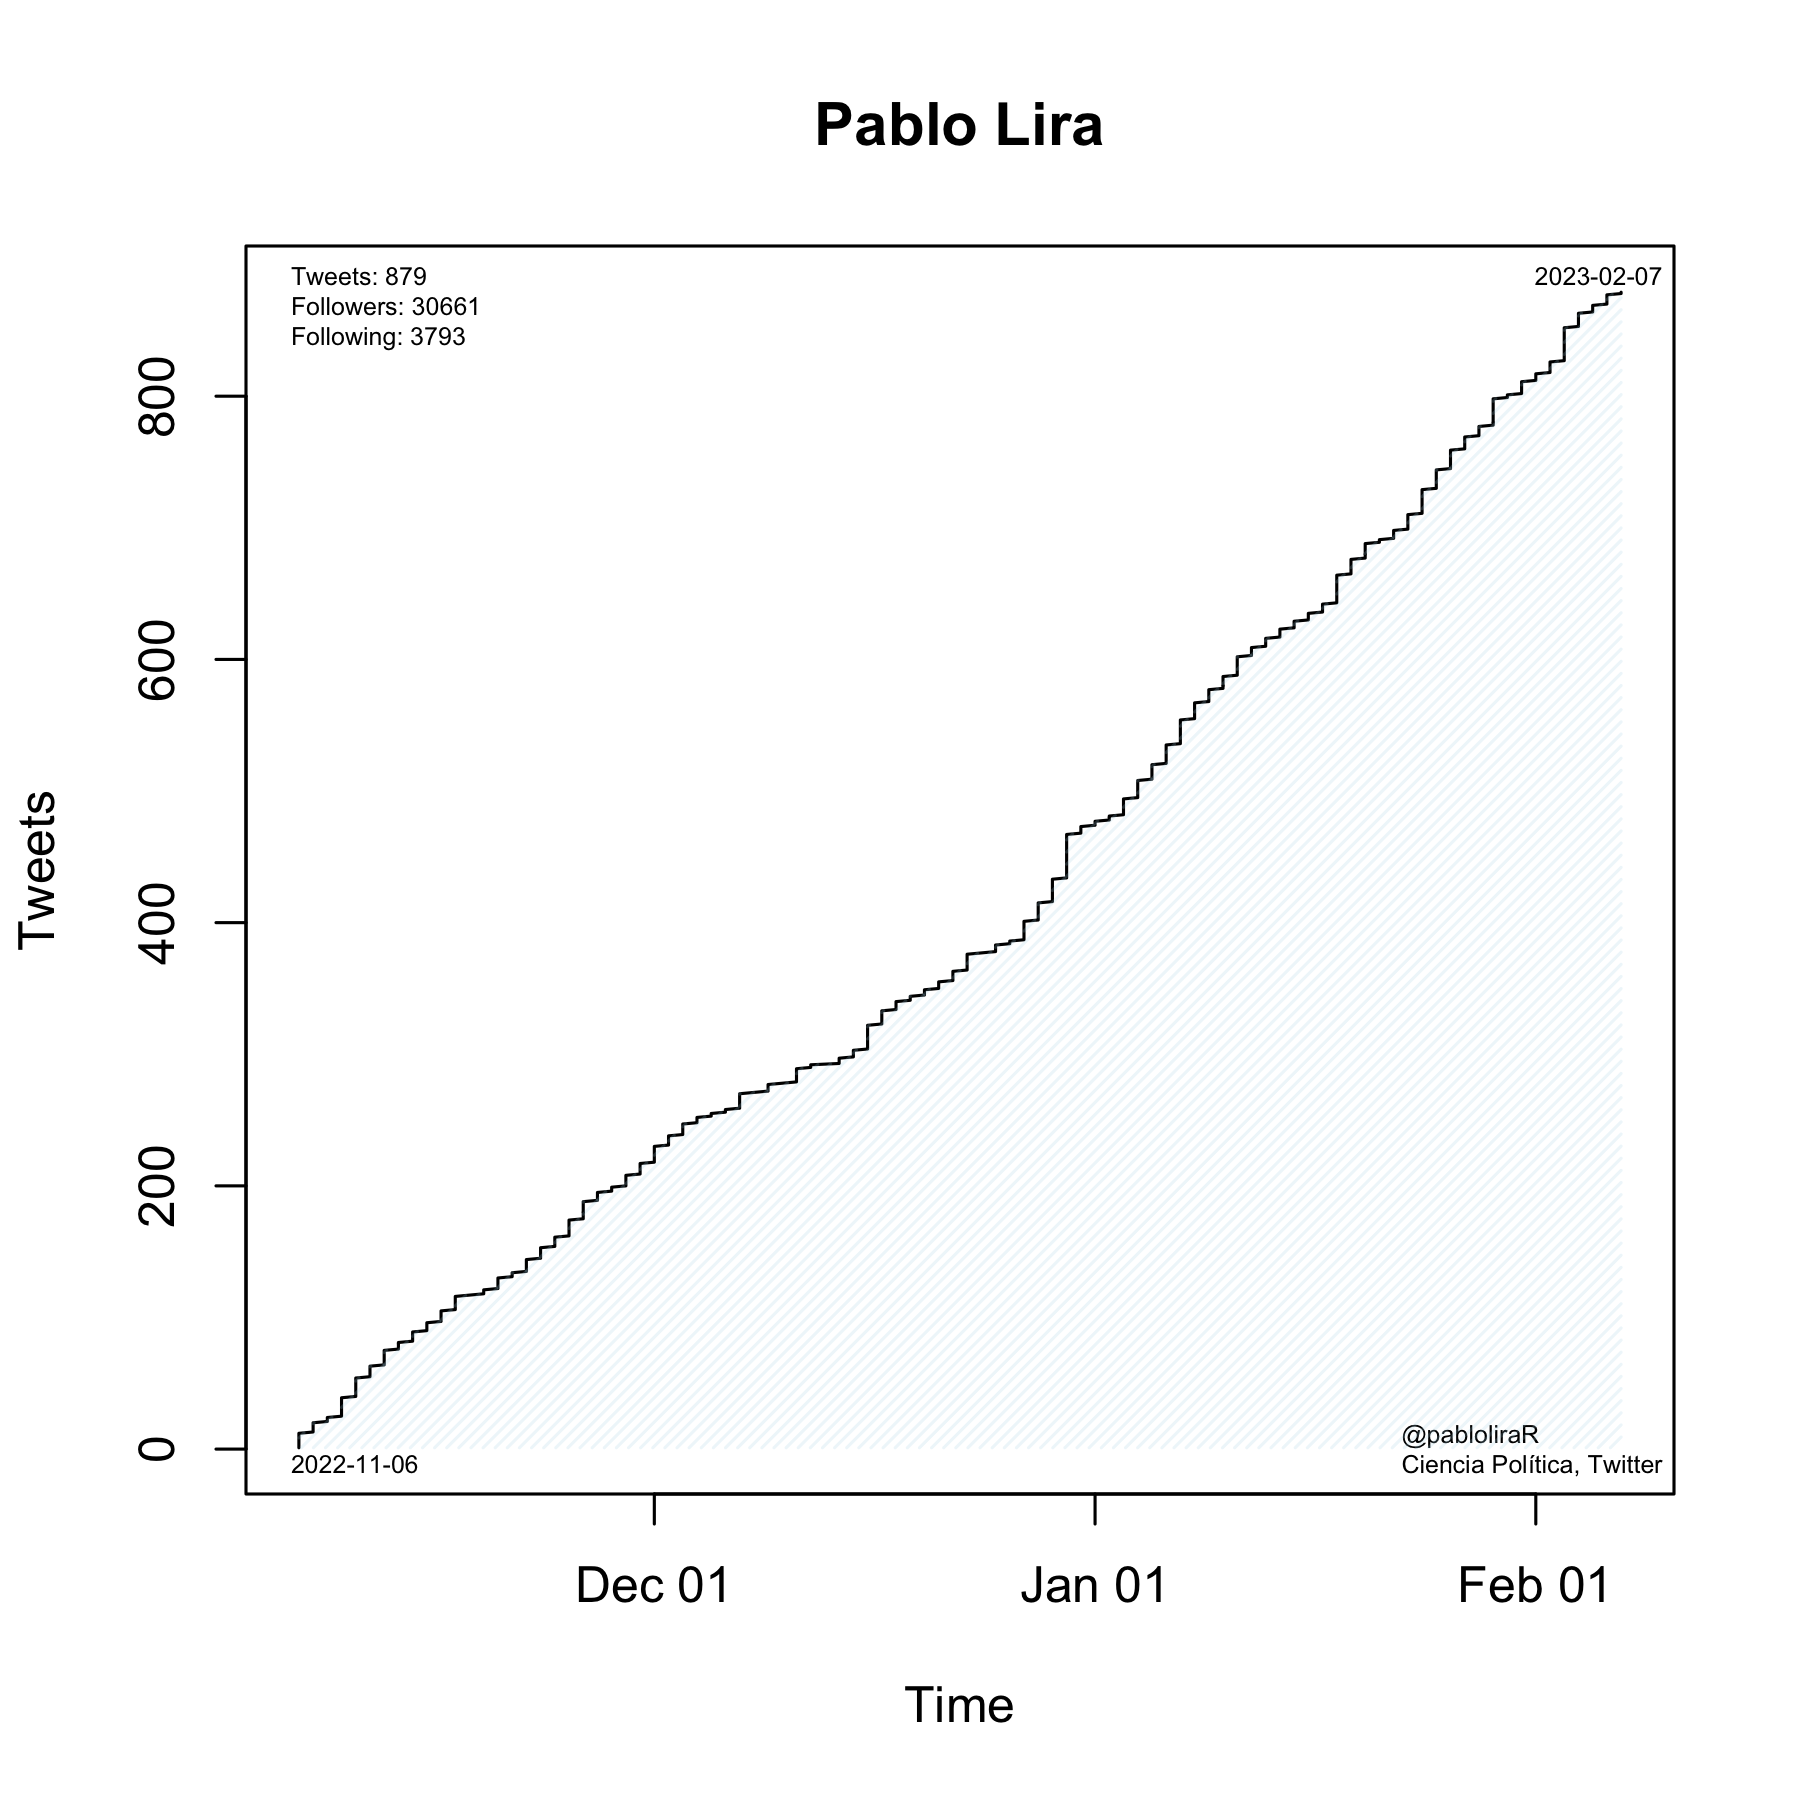 Pablo Lira
Tweets: 879
Followers: 30661
Following: 3793
2023-02-07
800
600
400
200
0
Tweets
2022-11-06
@pabloliraR
Ciencia Política, Twitter
Dec 01
Jan 01
Feb 01
Time